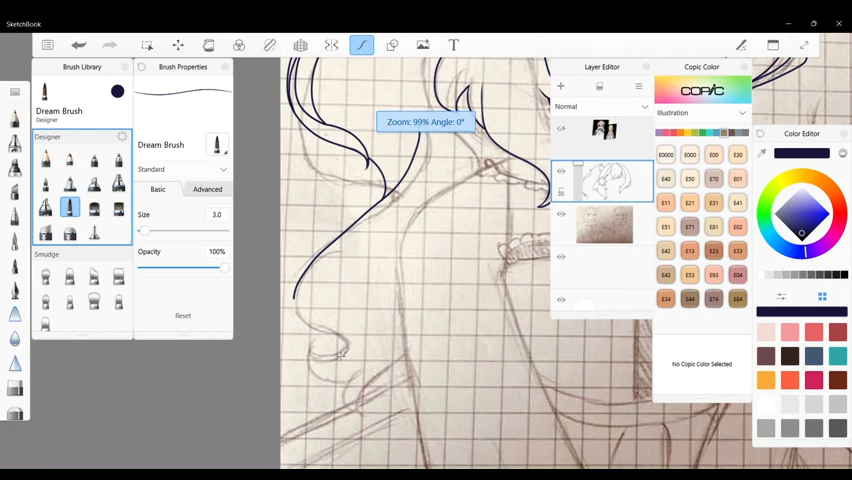 SketchBook
T
Brush Library
Brush Properties
Layer Editor
Copic Color
Dream Brush
Designer
Zoom: 99% Angle: 0°
Normal
COPIC
Illustration
Designer
Dream Brush
Color Editor
Standard
E0000 E000 E00 E30
E40 E50 E70 E01
Basic Advanced
E11 E21 E31 E41
Size 3.0
E51 E71 E81 E02
Opacity 100%
Smudge
E42 E13 E23 E33
E43 E53 E93 E04
E34 E44 E74 E84
Reset
No Copic Color Selected